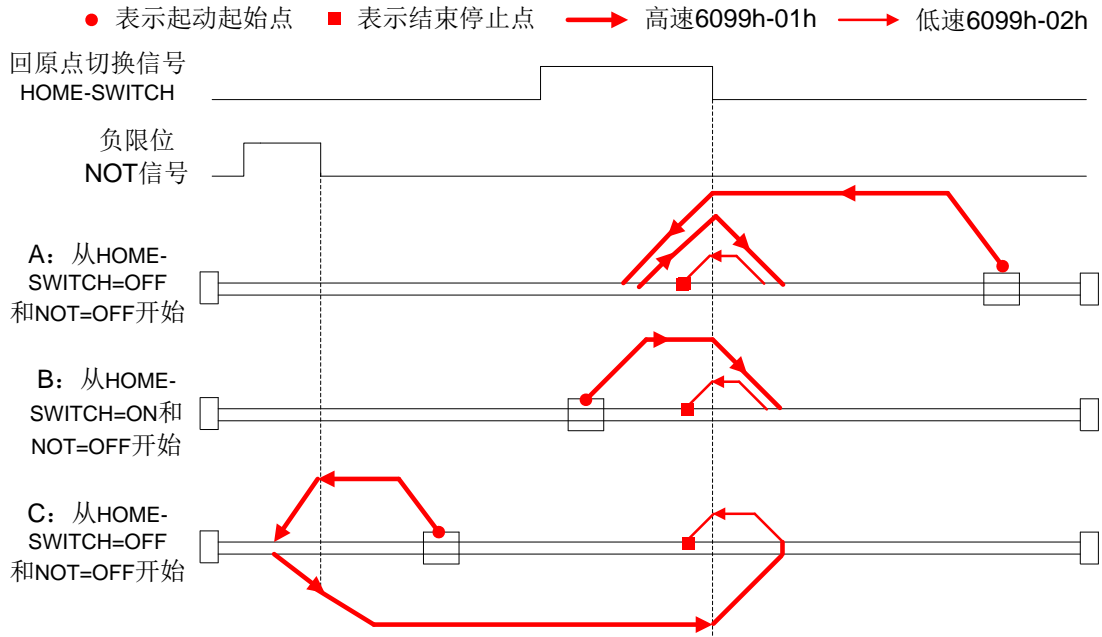 表示起动起始点 表示结束停止点 高速6099h-01h 低速6099h-02h
回原点切换信号
HOME-SWITCH
负限位
NOT信号
A：从HOME-
SWITCH=OFF
和NOT=OFF开始
B：从HOME-
SWITCH=ON和
NOT=OFF开始
C：从HOME-
SWITCH=OFF
和NOT=OFF开始